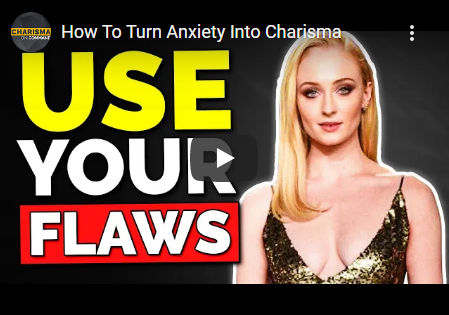 CHARISMA
ON COMMAND
How To Turn Anxiety Into Charisma
USE
YOUR
FLAWS